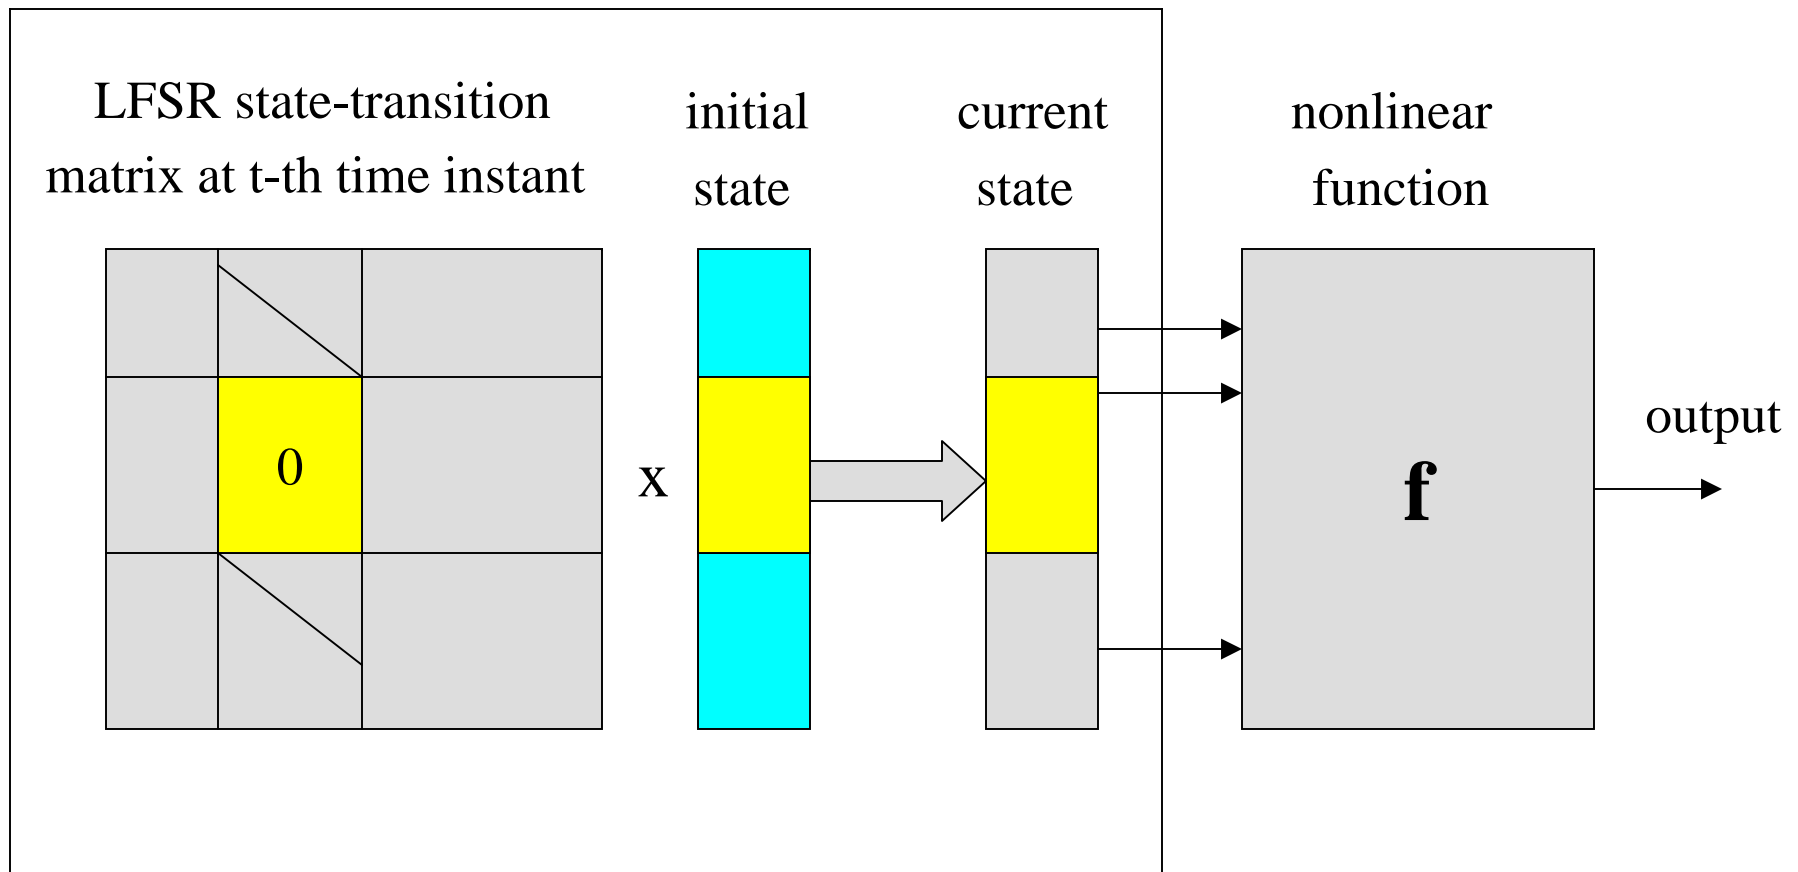 LFSR state-transition
matrix at t-th time instant
initial
state
current
state
nonlinear
function
0
x
f
output